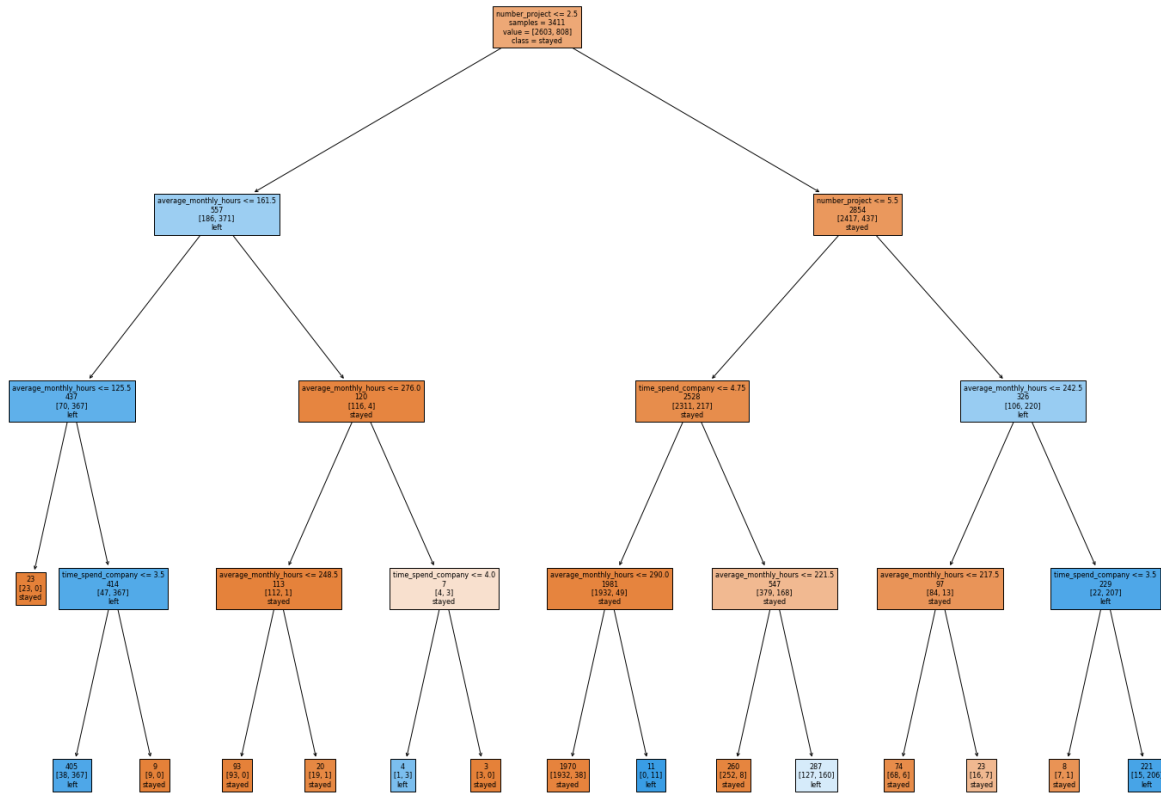 number_project <= 2.5
samples = 3411
value = [2603, 808]
class = stayed
average_monthly_hours <= 161.5
557
[186, 371]
left
number_project <= 5.5
2854
[2417, 437]
stayed
average_monthly_hours <= 125.5
437
[70, 367]
left
average_monthly_hours <= 276.0
120
[116, 4]
stayed
time_spend_company <= 4.75
2528
[2311, 217]
stayed
average_monthly_hours <= 242.5
326
[106, 220]
left
23
[23, 0]
stayed
time_spend_company <= 3.5
414
[47, 367]
left
average_monthly_hours <= 248.5
113
[112, 1]
stayed
time_spend_company <= 4.0
7
[4, 3]
stayed
average_monthly_hours <= 290.0
1981
[1932, 49]
stayed
average_monthly_hours <= 221.5
547
[379, 168]
stayed
average_monthly_hours <= 217.5
97
[84, 13]
stayed
time_spend_company <= 3.5
229
[22, 207]
left
405
[38, 367]
left
9
[9, 0]
stayed
93
[93, 0]
stayed
20
[19, 1]
stayed
4
[1, 3]
left
3
[3, 0]
stayed
1970
[1932, 38]
stayed
11
[0, 11]
left
260
[252, 8]
stayed
287
[127, 160]
left
74
[68, 6]
stayed
23
[16, 7]
stayed
8
[7, 1]
stayed
221
[15, 206]
left